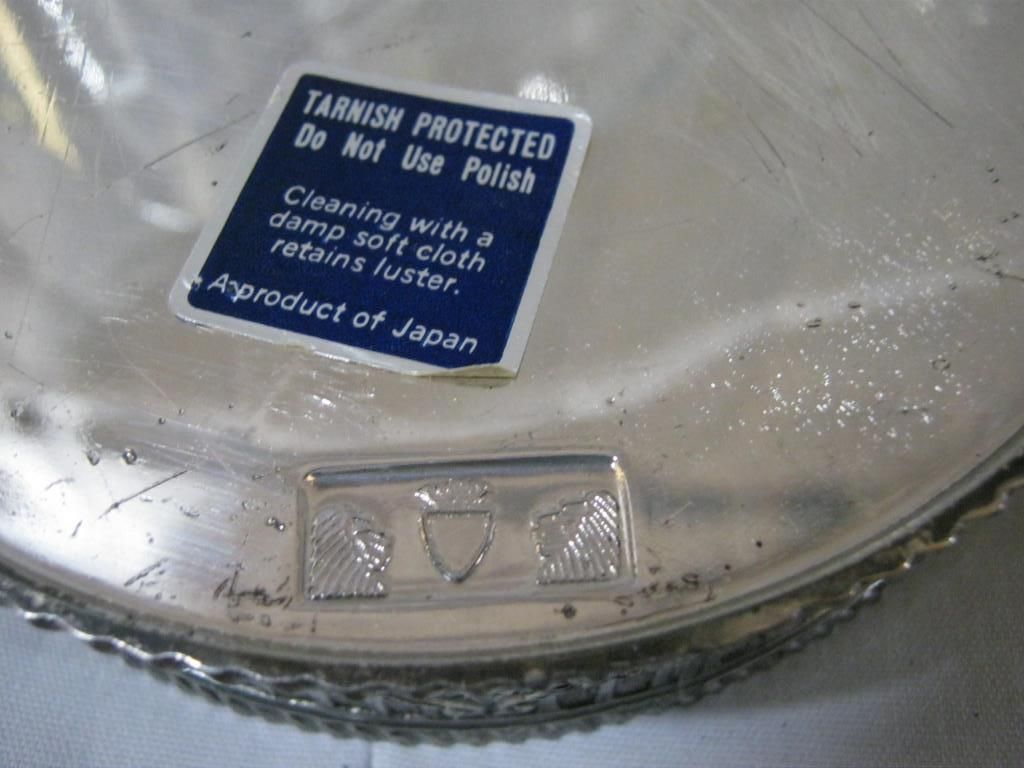 TARNISH PROTECTED
Do Not Use Polish
Cleaning with a
damp soft cloth
retains luster.
A product of Japan